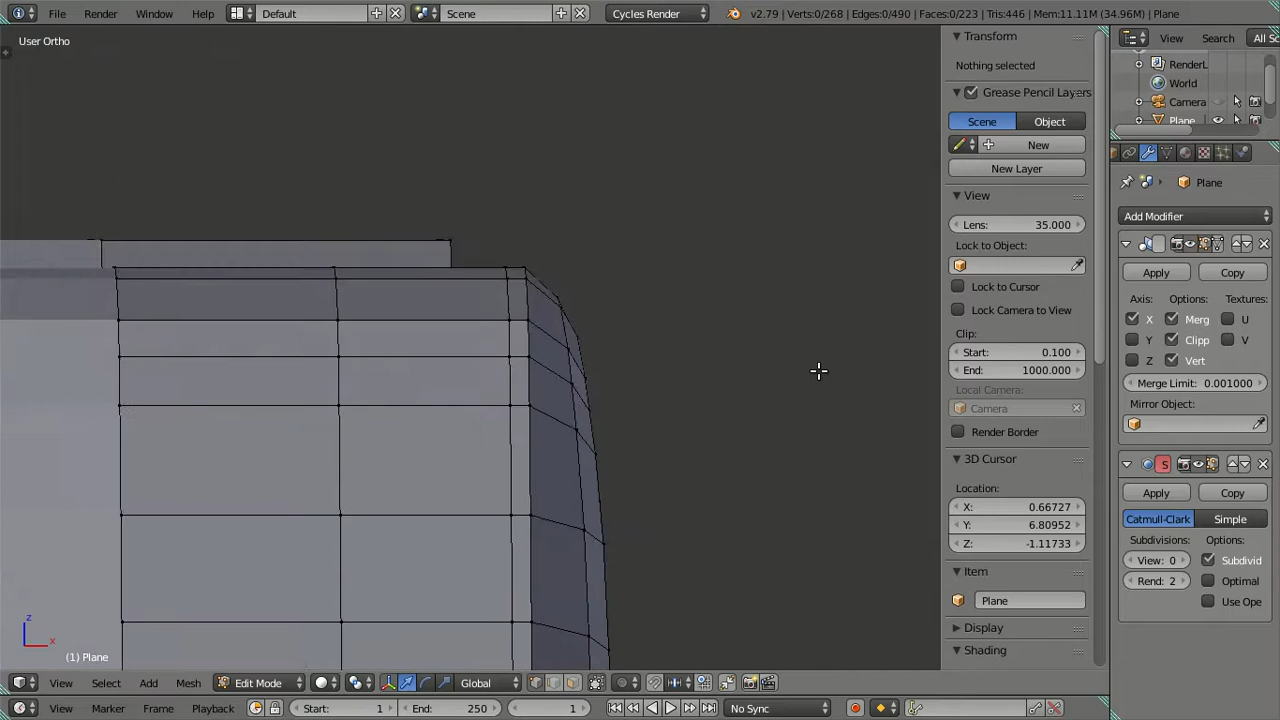 File Render Window Help Default Scene Cycles Render v2.79 | Verts:0/268 | Edges:0/490 | Faces:0/223 | Tris:446 | Mem:11.11M (34.96M) | Plane
User Ortho
Transform
Nothing selected
Grease Pencil Layers
Scene Object
New
New Layer
View
Lens: 35.000
Lock to Object:
Lock to Cursor
Lock Camera to View
Clip:
Start: 0.100
End: 1000.000
Local Camera:
Camera
Render Border
3D Cursor
Location:
X: 0.66727
Y: 6.80952
Z: -1.11733
Item
Plane
Display
Shading
View Search All Sc
RenderL
World
Camera
Plane
Plane
Add Modifier
Apply Copy
Axis: Options: Textures:
X Merg U
Y Clipp V
Z Vert
Merge Limit: 0.001000
Mirror Object:
S
Apply Copy
Catmull-Clark Simple
Subdivisions: Options:
View: 0 Subdivid
Rend: 2 Optimal
Use Ope
z
x
(1) Plane
View Select Add Mesh Edit Mode Global
View Marker Frame Playback Start: 1 End: 250 1 No Sync